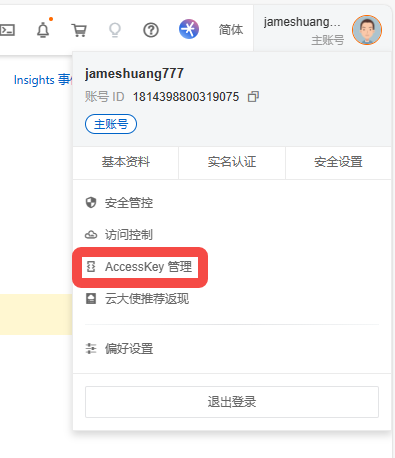 简体
jameshuang...
主账号
Insights 事件
jameshuang777
账号 ID 1814398800319075
主账号
基本资料 实名认证 安全设置
安全管控
访问控制
AccessKey 管理
云大使推荐返现
偏好设置
退出登录